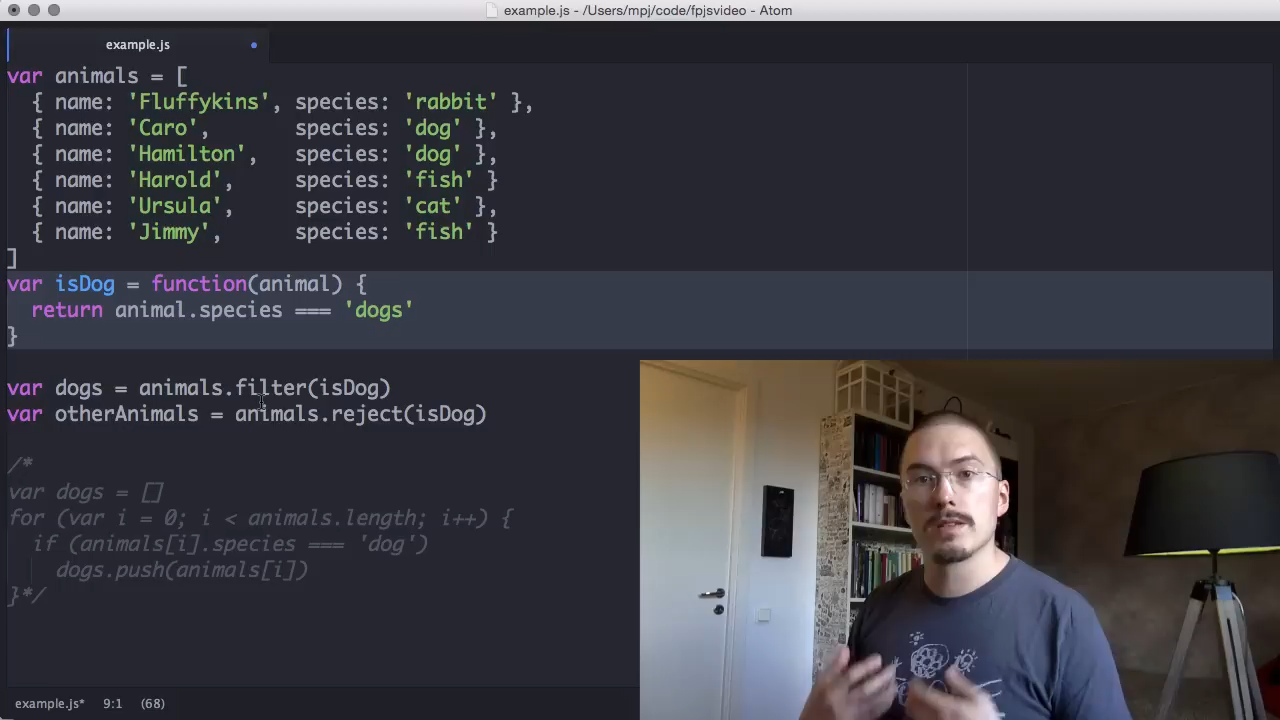 example.js - /Users/mpj/code/fpjsvideo - Atom
example.js
var animals = [
  { name: 'Fluffykins', species: 'rabbit' },
  { name: 'Caro',       species: 'dog' },
  { name: 'Hamilton',   species: 'dog' },
  { name: 'Harold',     species: 'fish' }
  { name: 'Ursula',     species: 'cat' },
  { name: 'Jimmy',      species: 'fish' }
]
var isDog = function(animal) {
  return animal.species === 'dogs'
}
var dogs = animals.filter(isDog)
var otherAnimals = animals.reject(isDog)
/*
var dogs = []
for (var i = 0; i < animals.length; i++) {
  if (animals[i].species === 'dog')
    dogs.push(animals[i])
}*/
example.js* 9:1 (68)